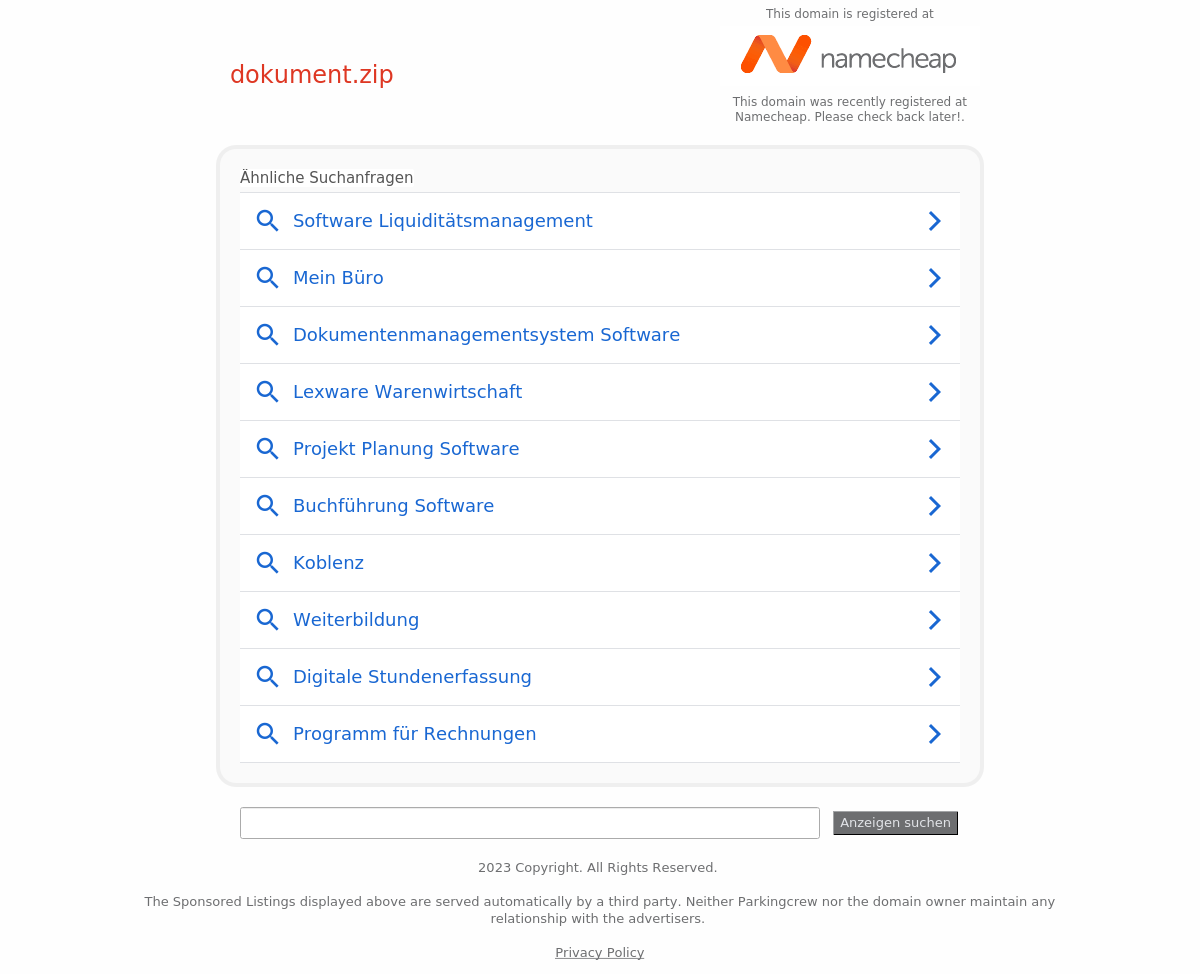 This domain is registered at
namecheap
dokument.zip
This domain was recently registered at
Namecheap. Please check back later!.
Ähnliche Suchanfragen
Software Liquiditätsmanagement
Mein Büro
Dokumentenmanagementsystem Software
Lexware Warenwirtschaft
Projekt Planung Software
Buchführung Software
Koblenz
Weiterbildung
Digitale Stundenerfassung
Programm für Rechnungen
Anzeigen suchen
2023 Copyright. All Rights Reserved.
The Sponsored Listings displayed above are served automatically by a third party. Neither Parkingcrew nor the domain owner maintain any
relationship with the advertisers.
Privacy Policy